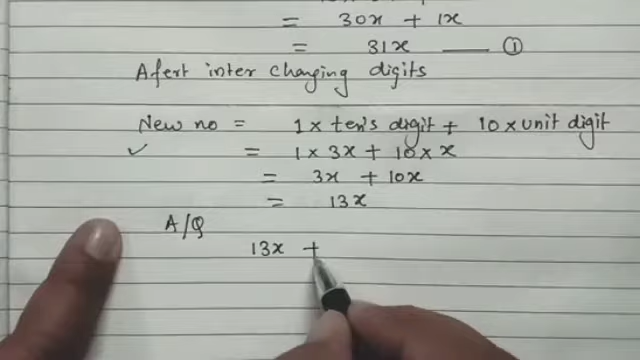 = 30x + 1x
= 31x —— ①
Afert inter changing digits
New no = 1 x ten's digit + 10 x unit digit
✓ = 1 x 3x + 10 x x
= 3x + 10x
= 13x
A/Q
13x +